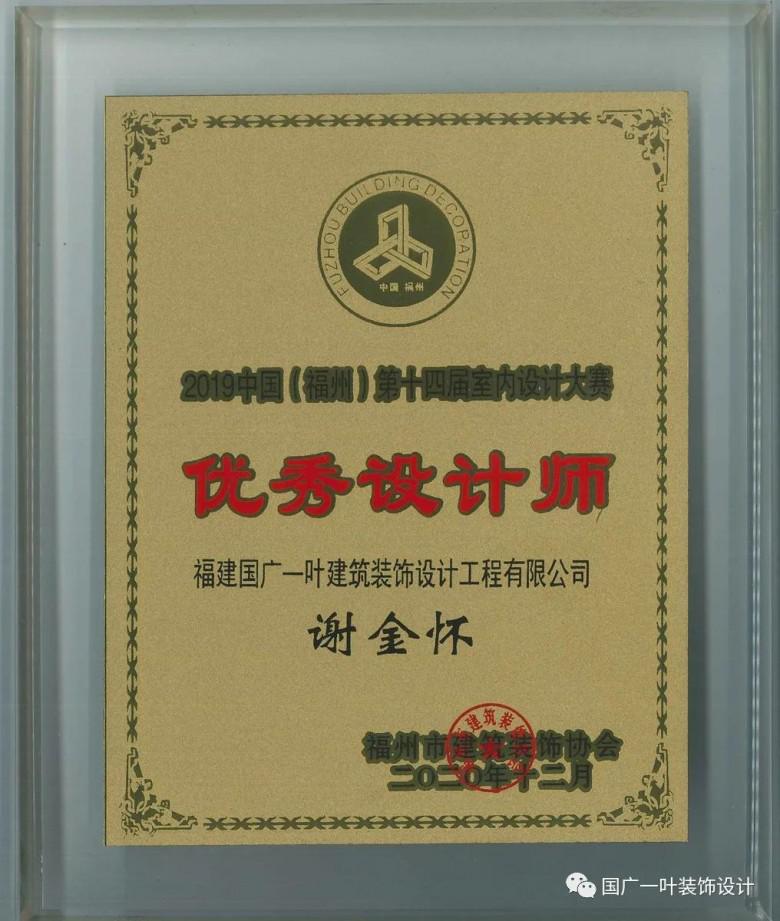 FUZHOU BUILDING DECORATION
中国 福州
2019中国(福州)第十四届室内设计大赛
优秀设计师
福建国广一叶建筑装饰设计工程有限公司
谢金怀
福州市建筑装饰协会
二〇二〇年十二月
国广一叶装饰设计